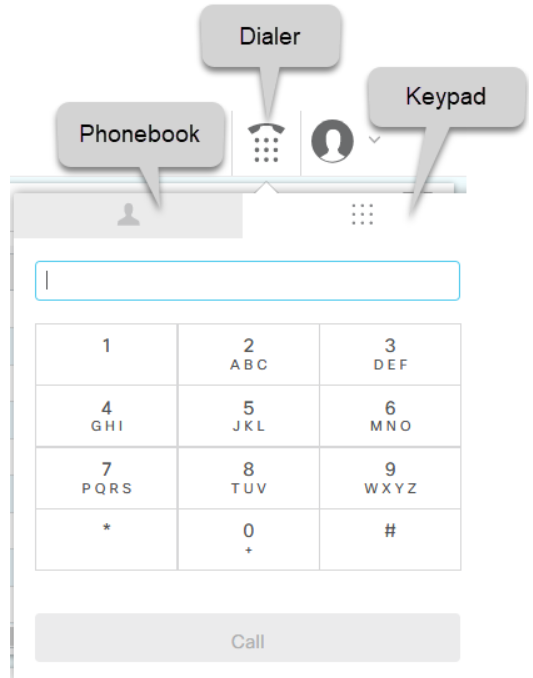 Dialer
Keypad
Phonebook
1
2
ABC
3
DEF
4
GHI
5
JKL
6
MNO
7
PQRS
8
TUV
9
WXYZ
*
0
+
#
Call